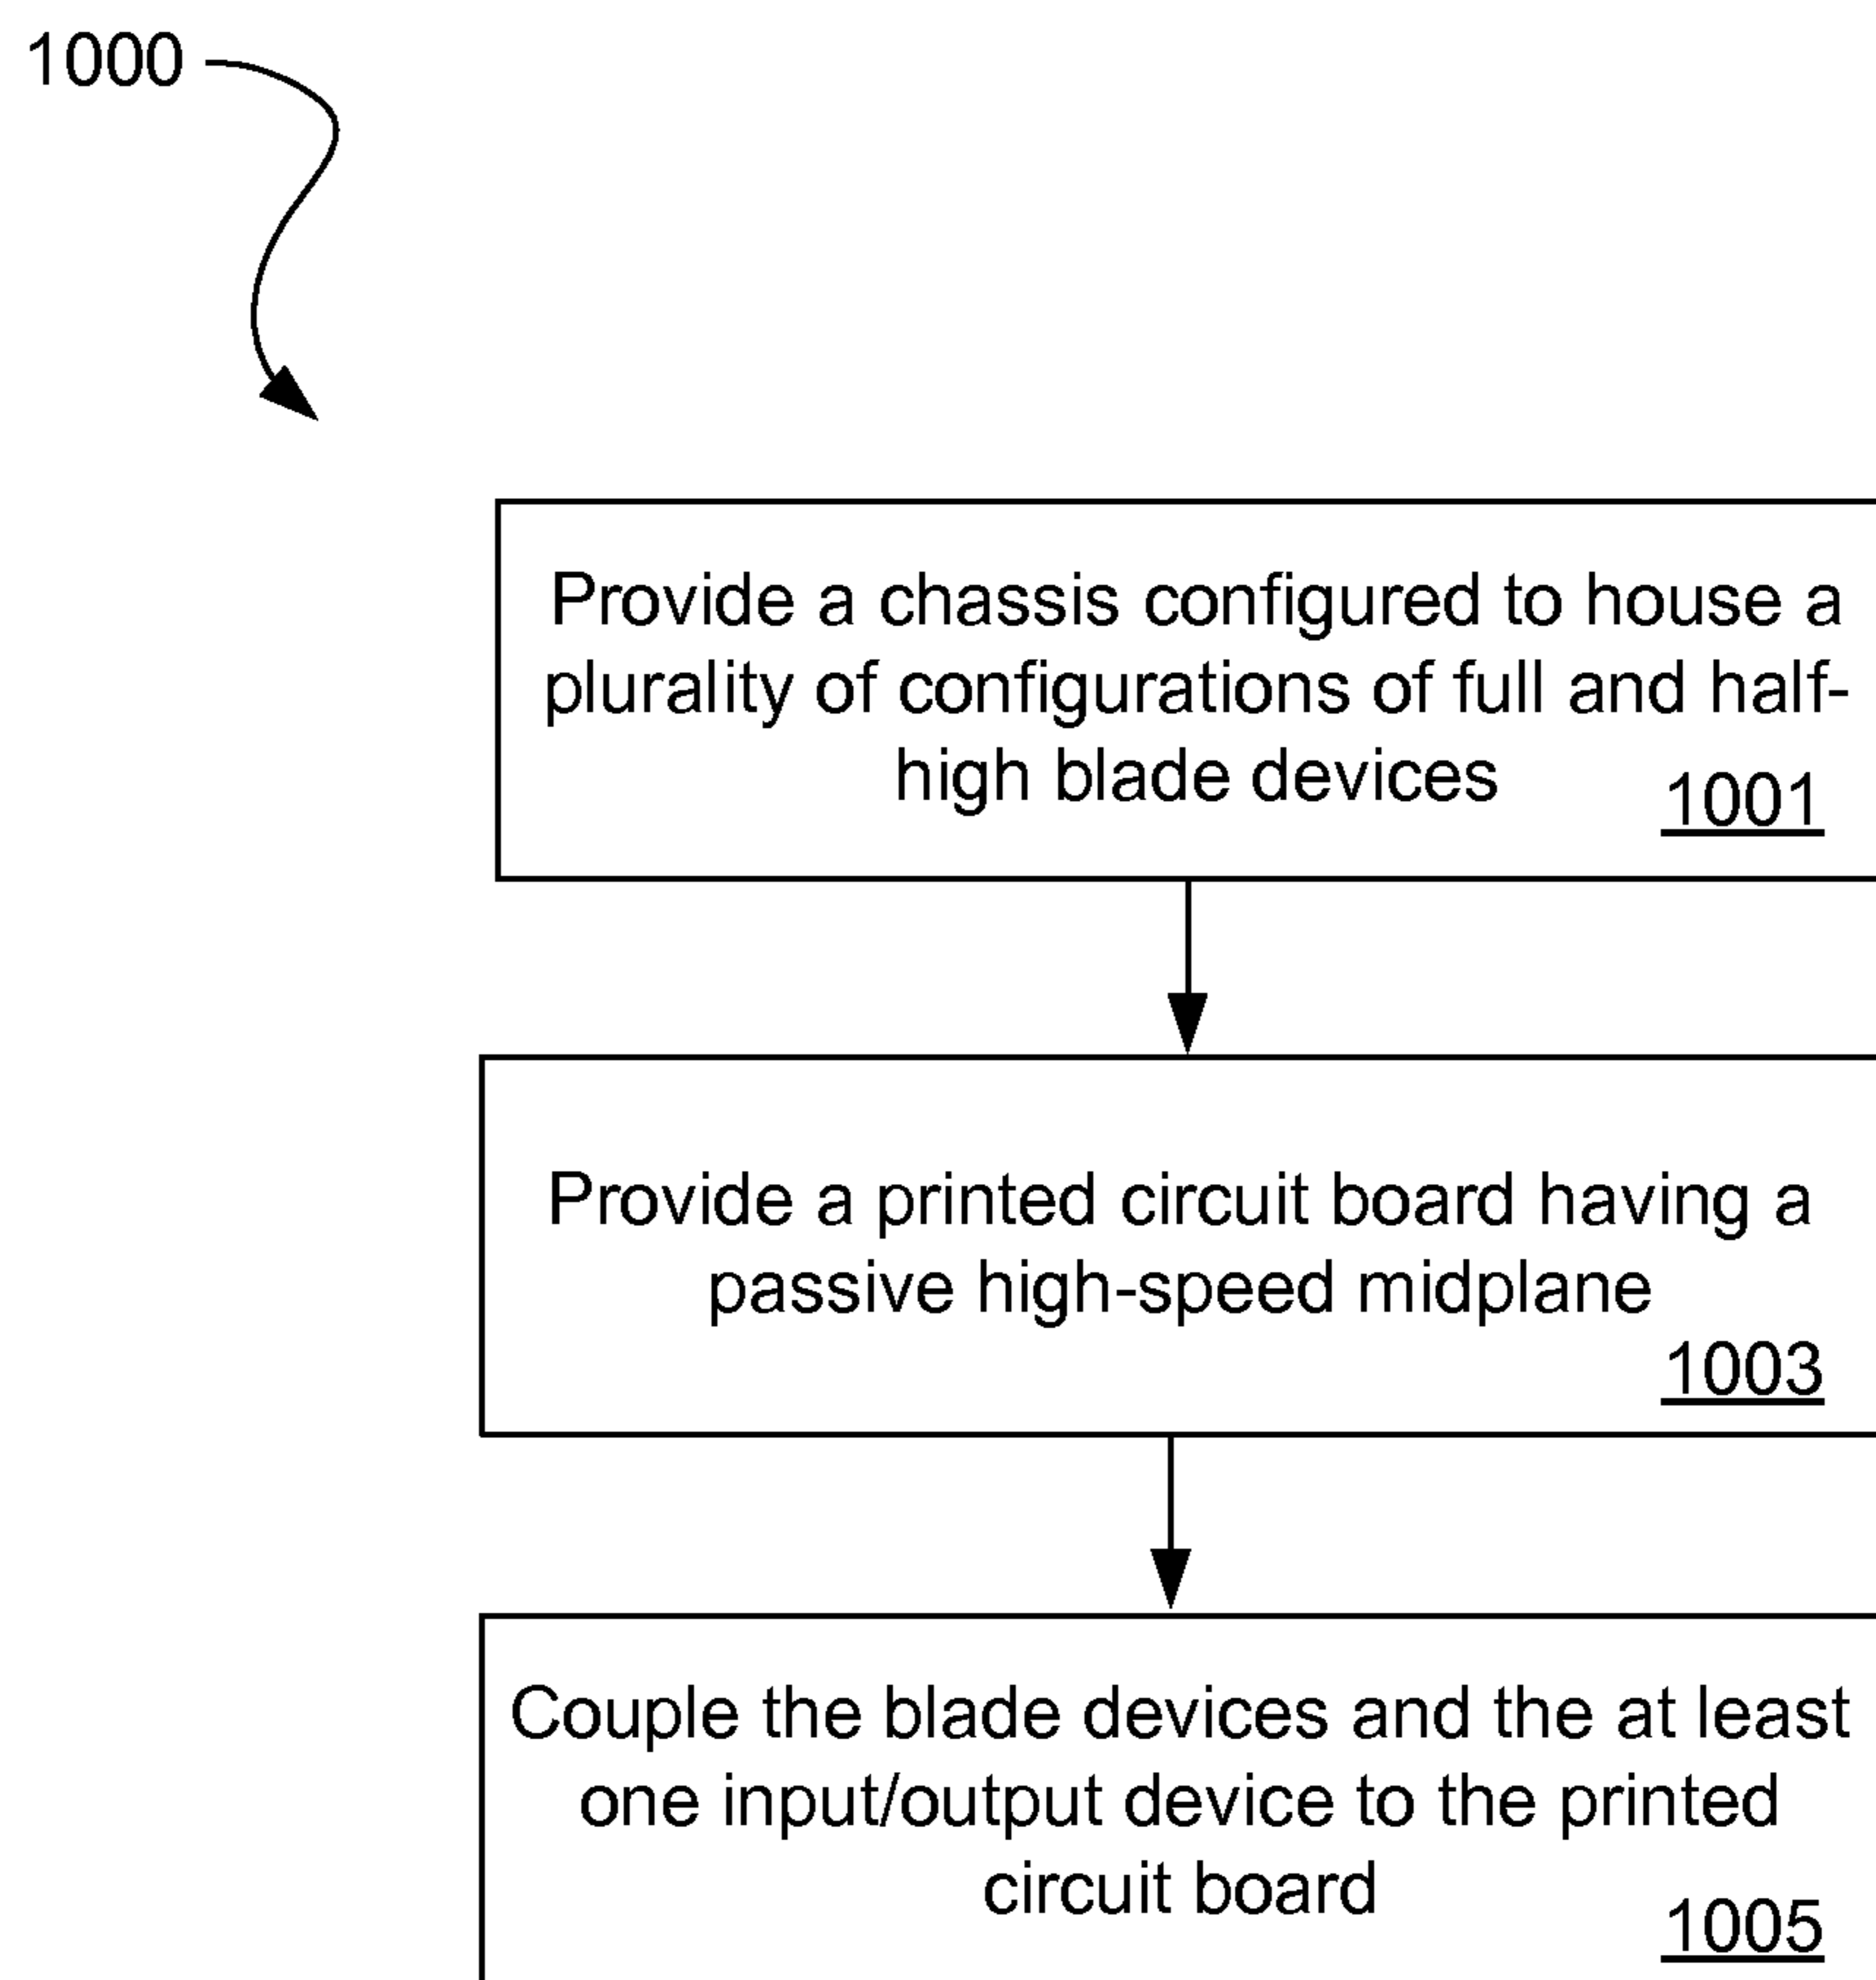 1000
Provide a chassis configured to house a
plurality of configurations of full and half-
high blade devices
1001
Provide a printed circuit board having a
passive high-speed midplane
1003
Couple the blade devices and the at least
one input/output device to the printed
circuit board
1005